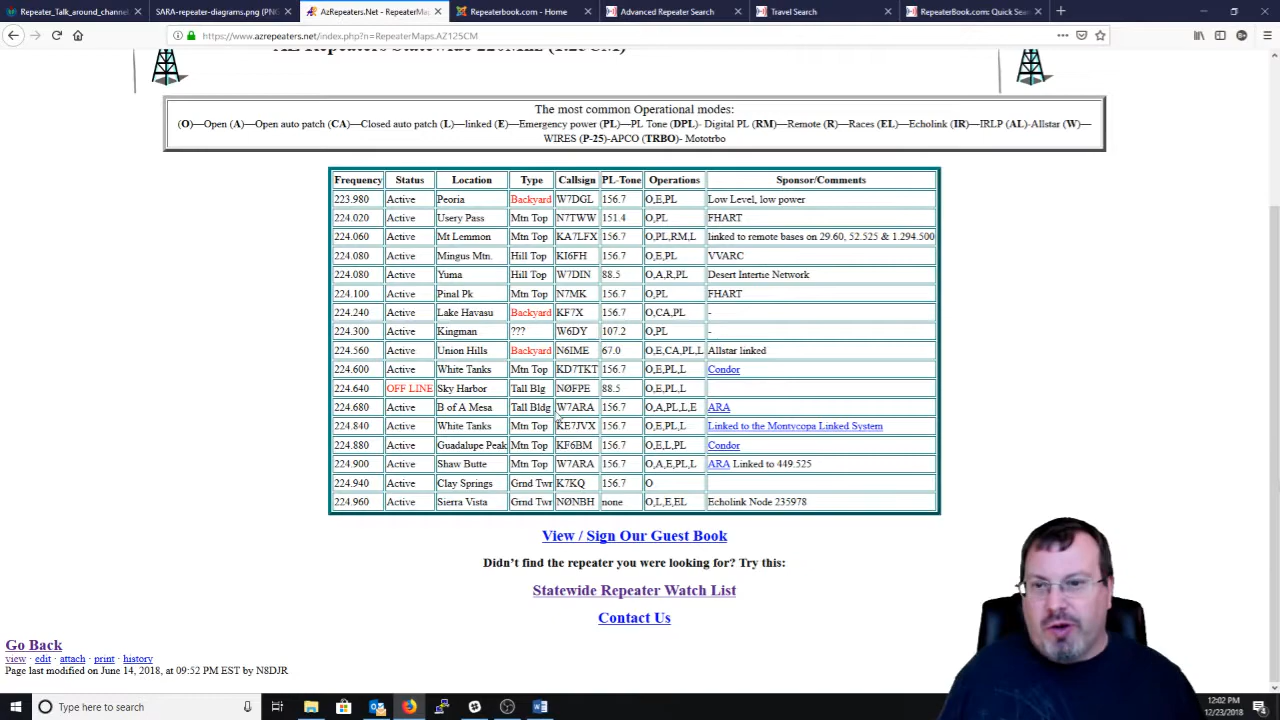 Repeater_Talk_around_channel
SARA-repeater-diagrams.png (PNG
AzRepeaters.Net - RepeaterMap
Repeaterbook.com - Home
Advanced Repeater Search
Travel Search
RepeaterBook.com: Quick Sea
https://www.azrepeaters.net/index.php?n=RepeaterMaps.AZ125CM
AZ Repeaters Statewide 220Mhz (1.25CM)
The most common Operational modes:
(O)—Open (A)—Open auto patch (CA)—Closed auto patch (L)—linked (E)—Emergency power (PL)—PL Tone (DPL)- Digital PL (RM)—Remote (R)—Races (EL)—Echolink (IR)—IRLP (AL)-Allstar (W)—
WIRES (P-25)-APCO (TRBO)- Mototrbo
Frequency Status Location Type Callsign PL-Tone Operations Sponsor/Comments
223.980 Active Peoria Backyard W7DGL 156.7 O,E,PL Low Level, low power
224.020 Active Usery Pass Mtn Top N7TWW 151.4 O,PL FHART
224.060 Active Mt Lemmon Mtn Top KA7LFX 156.7 O,PL,RM,L linked to remote bases on 29.60, 52.525 & 1.294.500
224.080 Active Mingus Mtn. Hill Top KI6FH 156.7 O,E,PL VVARC
224.080 Active Yuma Hill Top W7DIN 88.5 O,A,R,PL Desert Intertie Network
224.100 Active Pinal Pk Mtn Top N7MK 156.7 O,PL FHART
224.240 Active Lake Havasu Backyard KF7X 156.7 O,CA,PL -
224.300 Active Kingman ??? W6DY 107.2 O,PL -
224.560 Active Union Hills Backyard N6IME 67.0 O,E,CA,PL,L Allstar linked
224.600 Active White Tanks Mtn Top KD7TKT 156.7 O,E,PL,L Condor
224.640 OFF LINE Sky Harbor Tall Blg NØFPE 88.5 O,E,PL,L
224.680 Active B of A Mesa Tall Bldg W7ARA 156.7 O,A,PL,L,E ARA
224.840 Active White Tanks Mtn Top KE7JVX 156.7 O,E,PL,L Linked to the Montycopa Linked System
224.880 Active Guadalupe Peak Mtn Top KF6BM 156.7 O,E,L,PL Condor
224.900 Active Shaw Butte Mtn Top W7ARA 156.7 O,A,E,PL,L ARA Linked to 449.525
224.940 Active Clay Springs Grnd Twr K7KQ 156.7 O
224.960 Active Sierra Vista Grnd Twr NØNBH none O,L,E,EL Echolink Node 235978
View / Sign Our Guest Book
Didn't find the repeater you were looking for? Try this:
Statewide Repeater Watch List
Contact Us
Go Back
view · edit · attach · print · history
Page last modified on June 14, 2018, at 09:52 PM EST by N8DJR
Type here to search
12:02 PM
12/23/2018